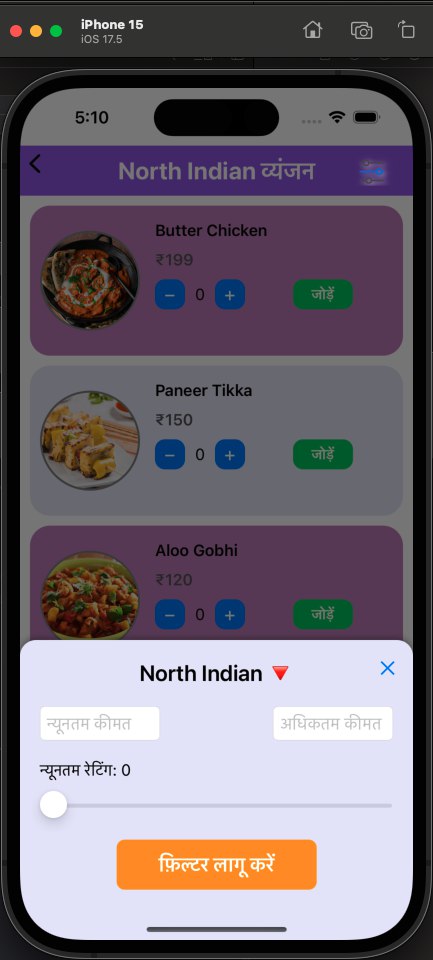 iPhone 15
iOS 17.5
5:10
North Indian व्यंजन
Butter Chicken
₹199
− 0 + जोड़ें
Paneer Tikka
₹150
− 0 + जोड़ें
Aloo Gobhi
₹120
− 0 + जोड़ें
North Indian 🔻
न्यूनतम कीमत अधिकतम कीमत
न्यूनतम रेटिंग: 0
फ़िल्टर लागू करें